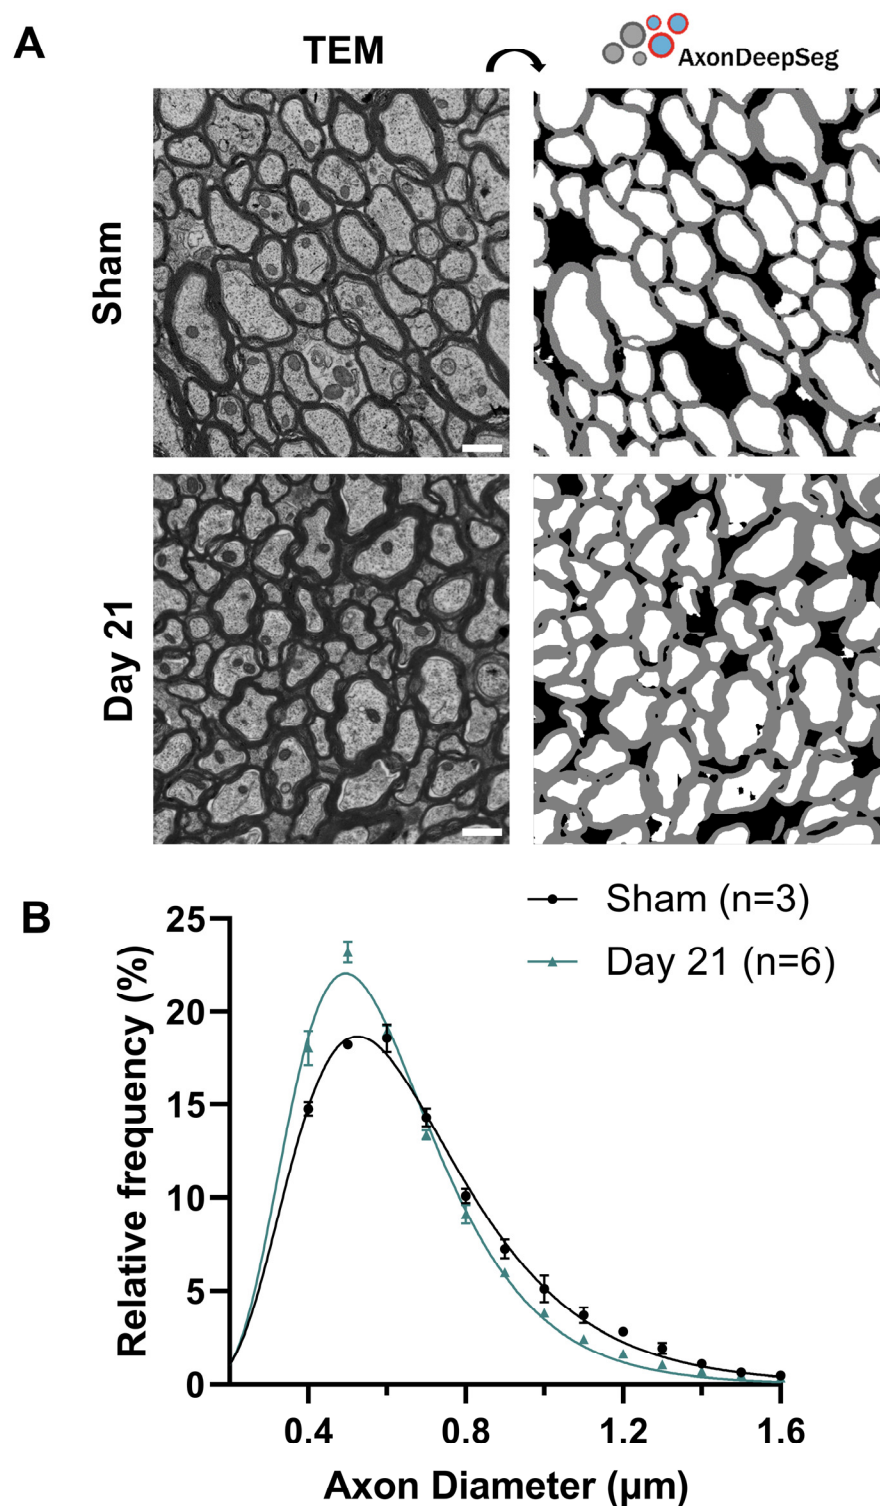 A
TEM
AxonDeepSeg
Sham
Day 21
B
Sham (n=3)
Day 21 (n=6)
Relative frequency (%)
25
20
15
10
5
0
0.4
0.8
1.2
1.6
Axon Diameter (μm)